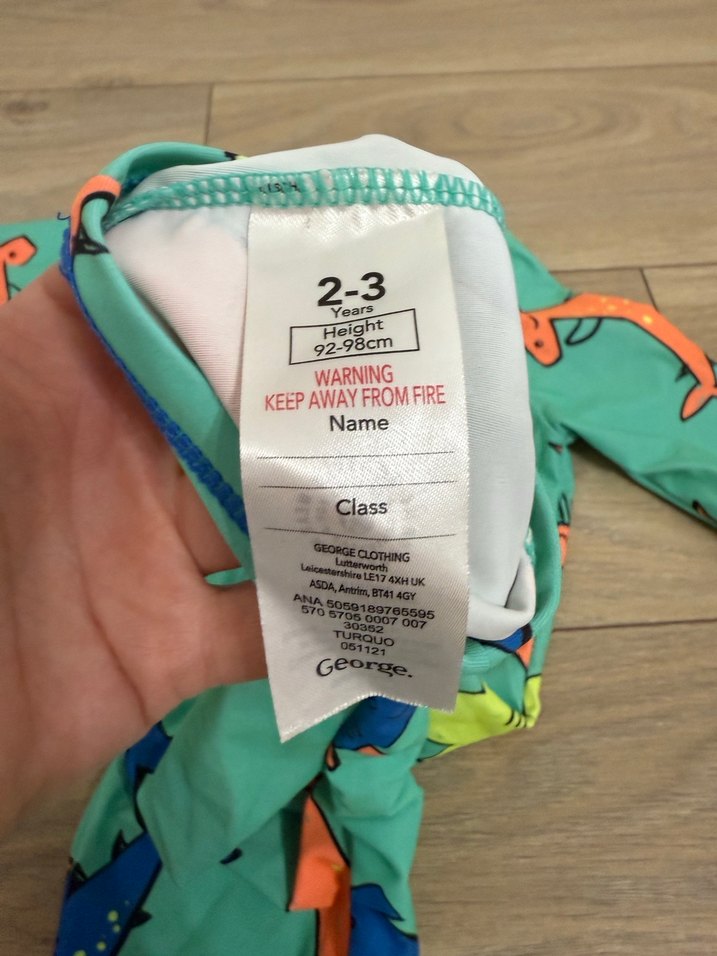 2-3
Years
Height
92-98cm
WARNING
KEEP AWAY FROM FIRE
Name
Class
GEORGE CLOTHING
Lutterworth
Leicestershire LE17 4XH UK
ASDA, Antrim, BT41 4GY
ANA 5059189765595
570 5705 0007 007
30352
TURQUO
051121
George.